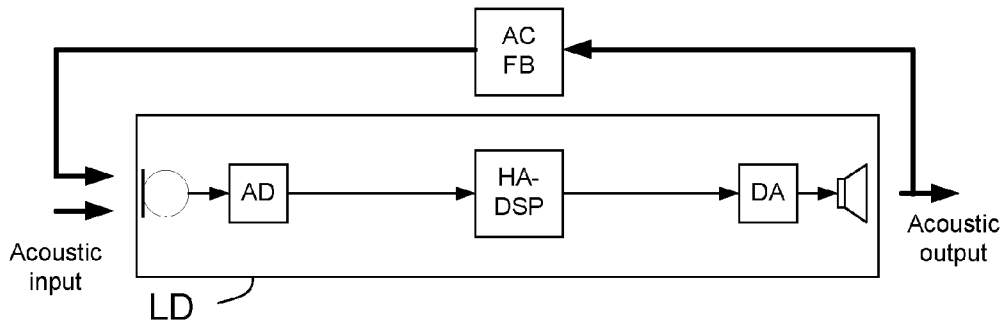 AC
FB
AD
HA-
DSP
DA
Acoustic
input
Acoustic
output
LD